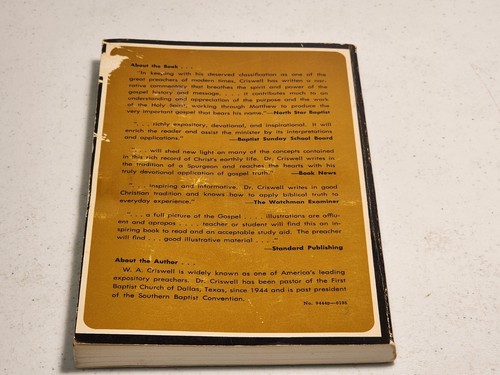 About the Book . . .
"In keeping with his deserved classification as one of the
great preachers of modern times, Criswell has written a nar-
rative commentary that breathes the spirit and power of the
gospel history and message. . . . it contributes much to an
understanding and appreciation of the purpose and the work
of the Holy Spirit, working through Matthew to produce the
very important gospel that bears his name."—North Star Baptist
". . . richly expository, devotional, and inspirational. It will
enrich the reader and assist the minister by its interpretations
and applications."—Baptist Sunday School Board
". . . will shed new light on many of the concepts contained
in this rich record of Christ's earthly life. Dr. Criswell writes in
the tradition of a Spurgeon and reaches the hearts with his
truly devotional application of gospel truth."—Book News
". . . inspiring and informative. Dr. Criswell writes in good
Christian tradition and knows how to apply biblical truth to
everyday experience."—The Watchman Examiner
". . . a full picture of the Gospel . . . illustrations are afflu-
ent and apropos . . . . teacher or student will find this an in-
spiring book to read and an acceptable study aid. The preacher
will find . . . good illustrative material . . . ."
—Standard Publishing
About the Author . . . .
W. A. Criswell is widely known as one of America's leading
expository preachers. Dr. Criswell has been pastor of the First
Baptist Church of Dallas, Texas, since 1944 and is past president
of the Southern Baptist Convention.
No.